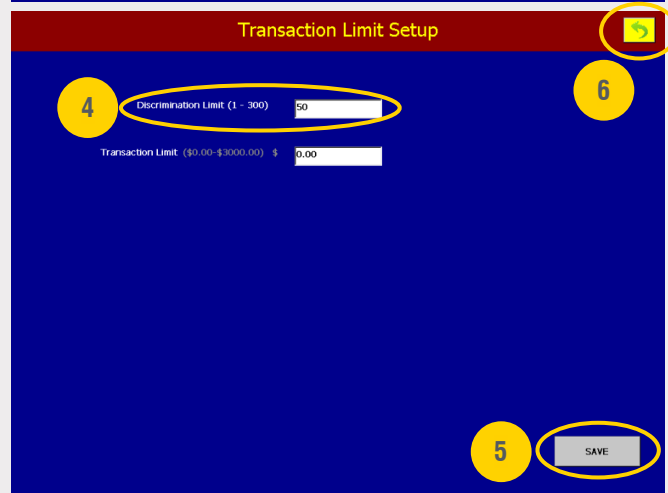 Transaction Limit Setup
6
4
Discrimination Limit (1 - 300) 50
Transaction Limit ($0.00-$3000.00) $ 0.00
5
SAVE